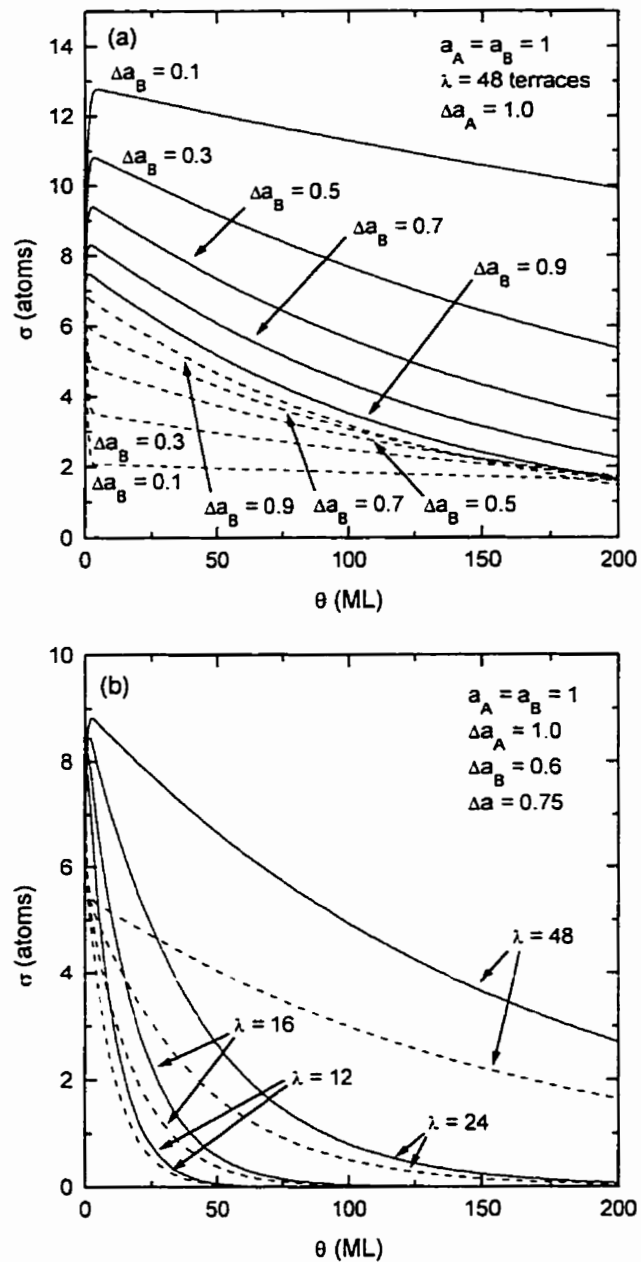 (a)
a_A = a_B = 1
λ = 48 terraces
Δa_A = 1.0
Δa_B = 0.1
Δa_B = 0.3
Δa_B = 0.5
Δa_B = 0.7
Δa_B = 0.9
Δa_B = 0.3
Δa_B = 0.1
Δa_B = 0.9
Δa_B = 0.7
Δa_B = 0.5
14
12
10
8
6
4
2
0
σ (atoms)
0 50 100 150 200
θ (ML)
(b)
a_A = a_B = 1
Δa_A = 1.0
Δa_B = 0.6
Δa = 0.75
λ = 48
λ = 16
λ = 12
λ = 24
10
8
6
4
2
0
σ (atoms)
0 50 100 150 200
θ (ML)